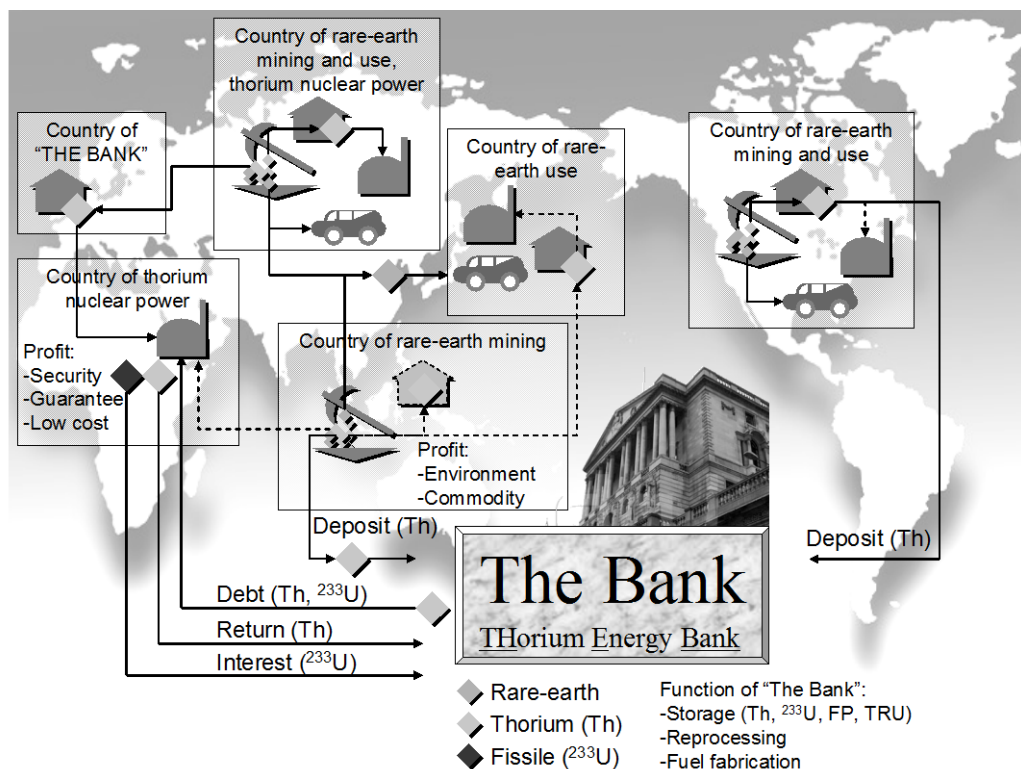 Country of rare-earth
mining and use,
thorium nuclear power
Country of
“THE BANK”
Country of rare-
earth use
Country of rare-earth
mining and use
Country of thorium
nuclear power
Profit:
-Security
-Guarantee
-Low cost
Country of rare-earth mining
Profit:
-Environment
-Commodity
Deposit (Th)
Deposit (Th)
Debt (Th, ²³³U)
Return (Th)
Interest (²³³U)
The Bank
THorium Energy Bank
Rare-earth
Thorium (Th)
Fissile (²³³U)
Function of “The Bank”:
-Storage (Th, ²³³U, FP, TRU)
-Reprocessing
-Fuel fabrication